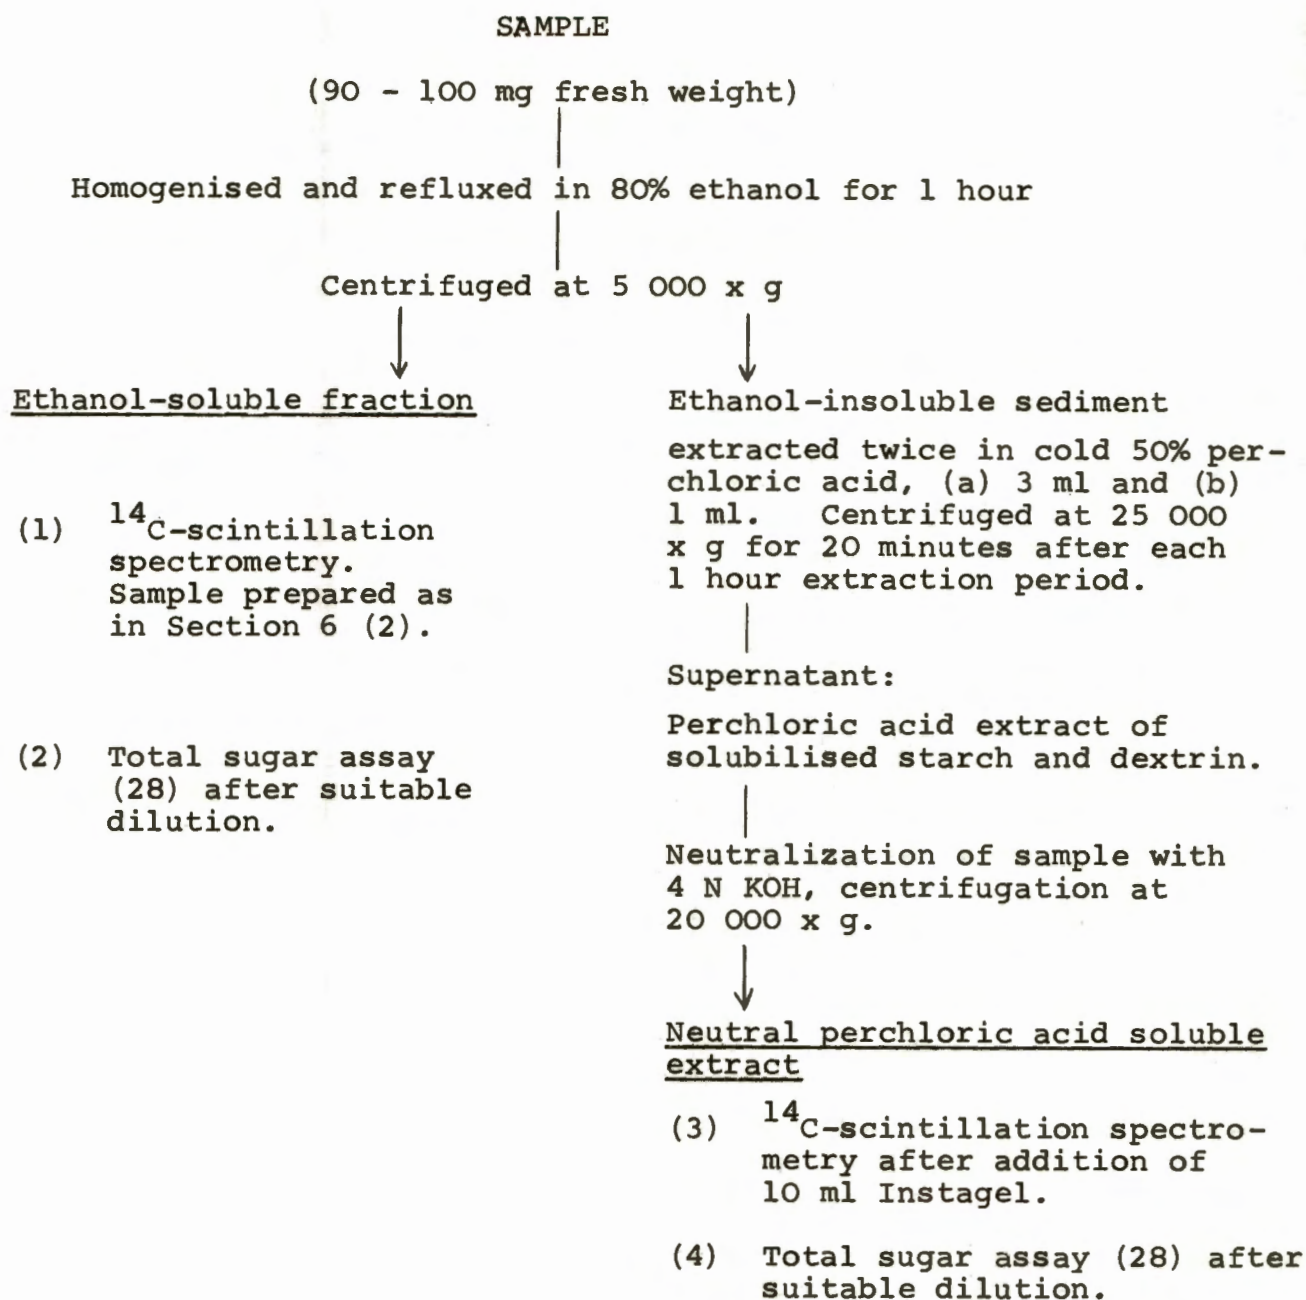 SAMPLE
(90 - 100 mg fresh weight)
Homogenised and refluxed in 80% ethanol for 1 hour
Centrifuged at 5 000 x g
Ethanol-soluble fraction
(1) ¹⁴C-scintillation
spectrometry.
Sample prepared as
in Section 6 (2).
(2) Total sugar assay
(28) after suitable
dilution.
Ethanol-insoluble sediment
extracted twice in cold 50% per-
chloric acid, (a) 3 ml and (b)
1 ml. Centrifuged at 25 000
x g for 20 minutes after each
1 hour extraction period.
Supernatant:
Perchloric acid extract of
solubilised starch and dextrin.
Neutralization of sample with
4 N KOH, centrifugation at
20 000 x g.
Neutral perchloric acid soluble
extract
(3) ¹⁴C-scintillation spectro-
metry after addition of
10 ml Instagel.
(4) Total sugar assay (28) after
suitable dilution.